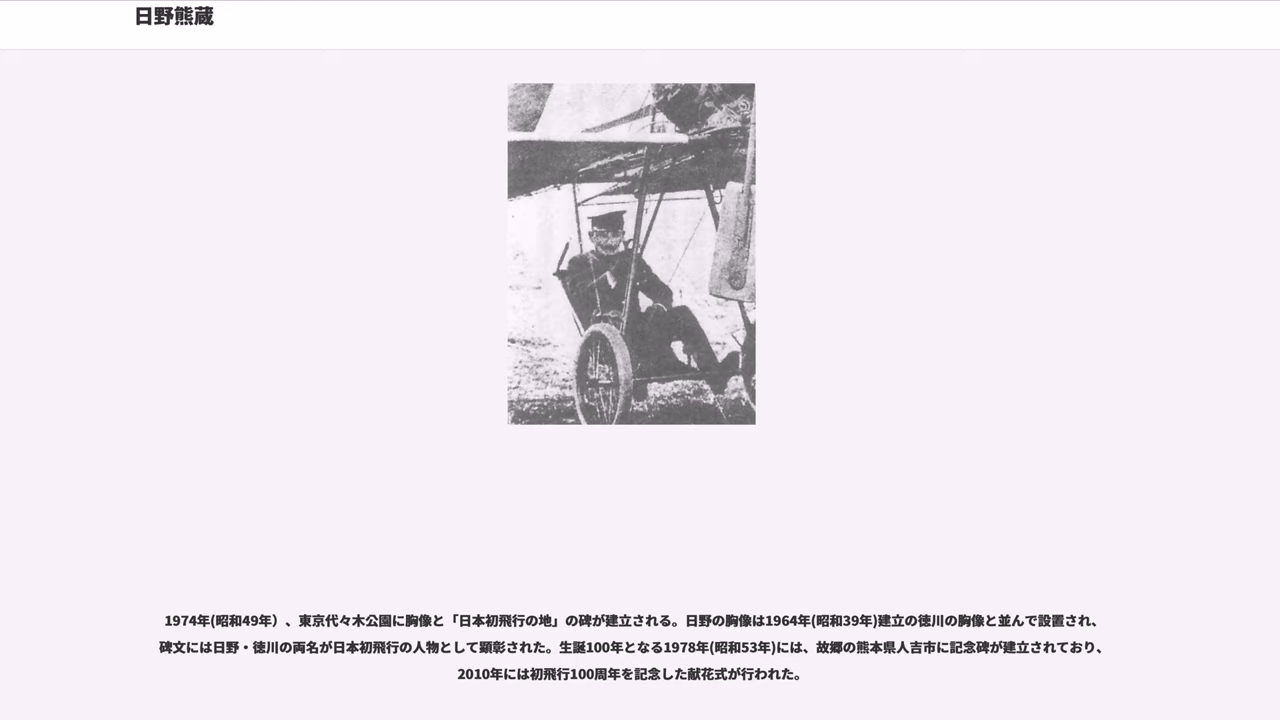 日野熊蔵
1974年(昭和49年）、東京代々木公園に胸像と「日本初飛行の地」の碑が建立される。日野の胸像は1964年(昭和39年)建立の徳川の胸像と並んで設置され、
碑文には日野・徳川の両名が日本初飛行の人物として顕彰された。生誕100年となる1978年(昭和53年)には、故郷の熊本県人吉市に記念碑が建立されており、
2010年には初飛行100周年を記念した献花式が行われた。